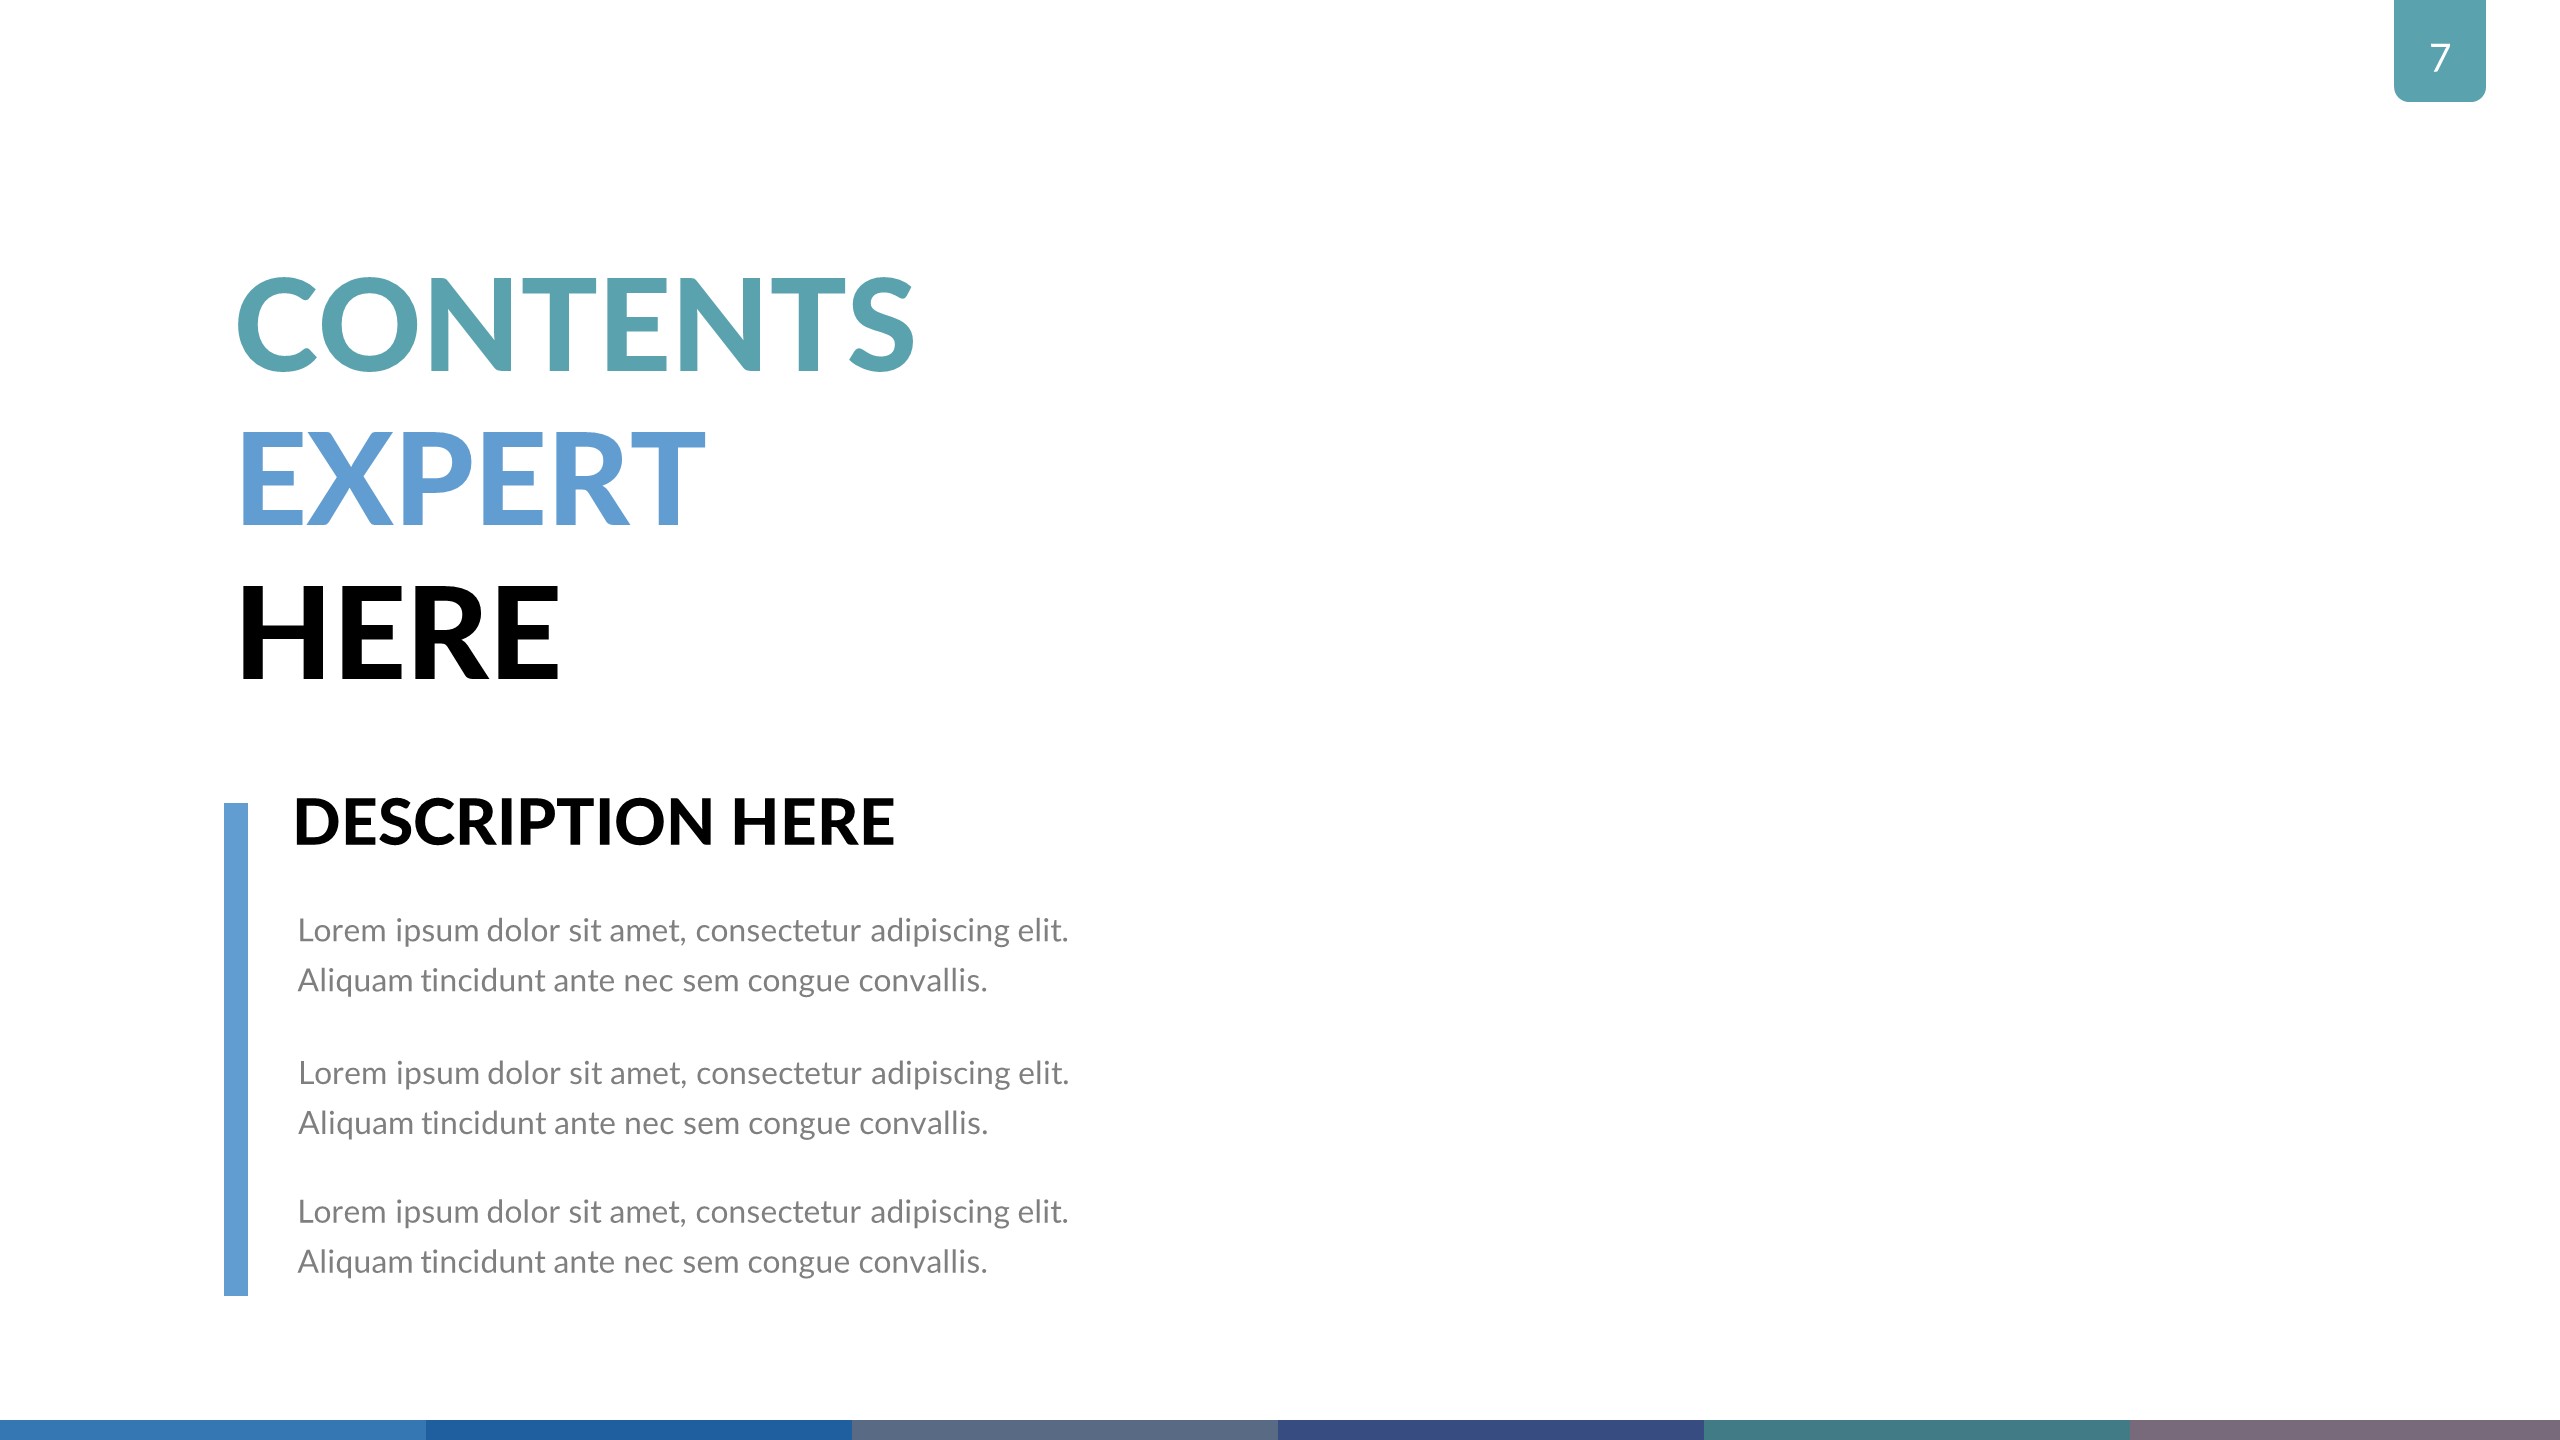 7
CONTENTS
EXPERT
HERE
DESCRIPTION HERE
Lorem ipsum dolor sit amet, consectetur adipiscing elit.
Aliquam tincidunt ante nec sem congue convallis.
Lorem ipsum dolor sit amet, consectetur adipiscing elit.
Aliquam tincidunt ante nec sem congue convallis.
Lorem ipsum dolor sit amet, consectetur adipiscing elit.
Aliquam tincidunt ante nec sem congue convallis.